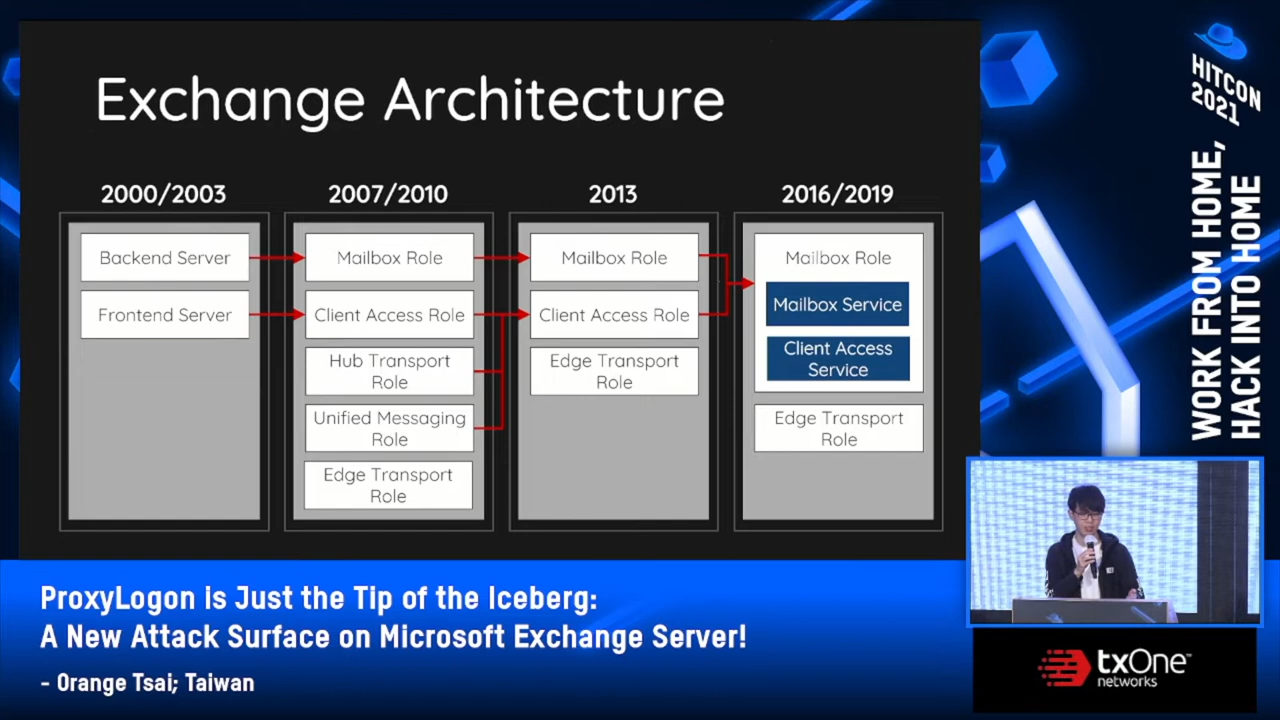 Exchange Architecture
2000/2003
Backend Server
Frontend Server
2007/2010
Mailbox Role
Client Access Role
Hub Transport
Role
Unified Messaging
Role
Edge Transport
Role
2013
Mailbox Role
Client Access Role
Edge Transport
Role
2016/2019
Mailbox Role
Mailbox Service
Client Access
Service
Edge Transport
Role
HITCON
2021
WORK FROM HOME,
HACK INTO HOME
ProxyLogon is Just the Tip of the Iceberg:
A New Attack Surface on Microsoft Exchange Server!
- Orange Tsai; Taiwan
txOne™
networks